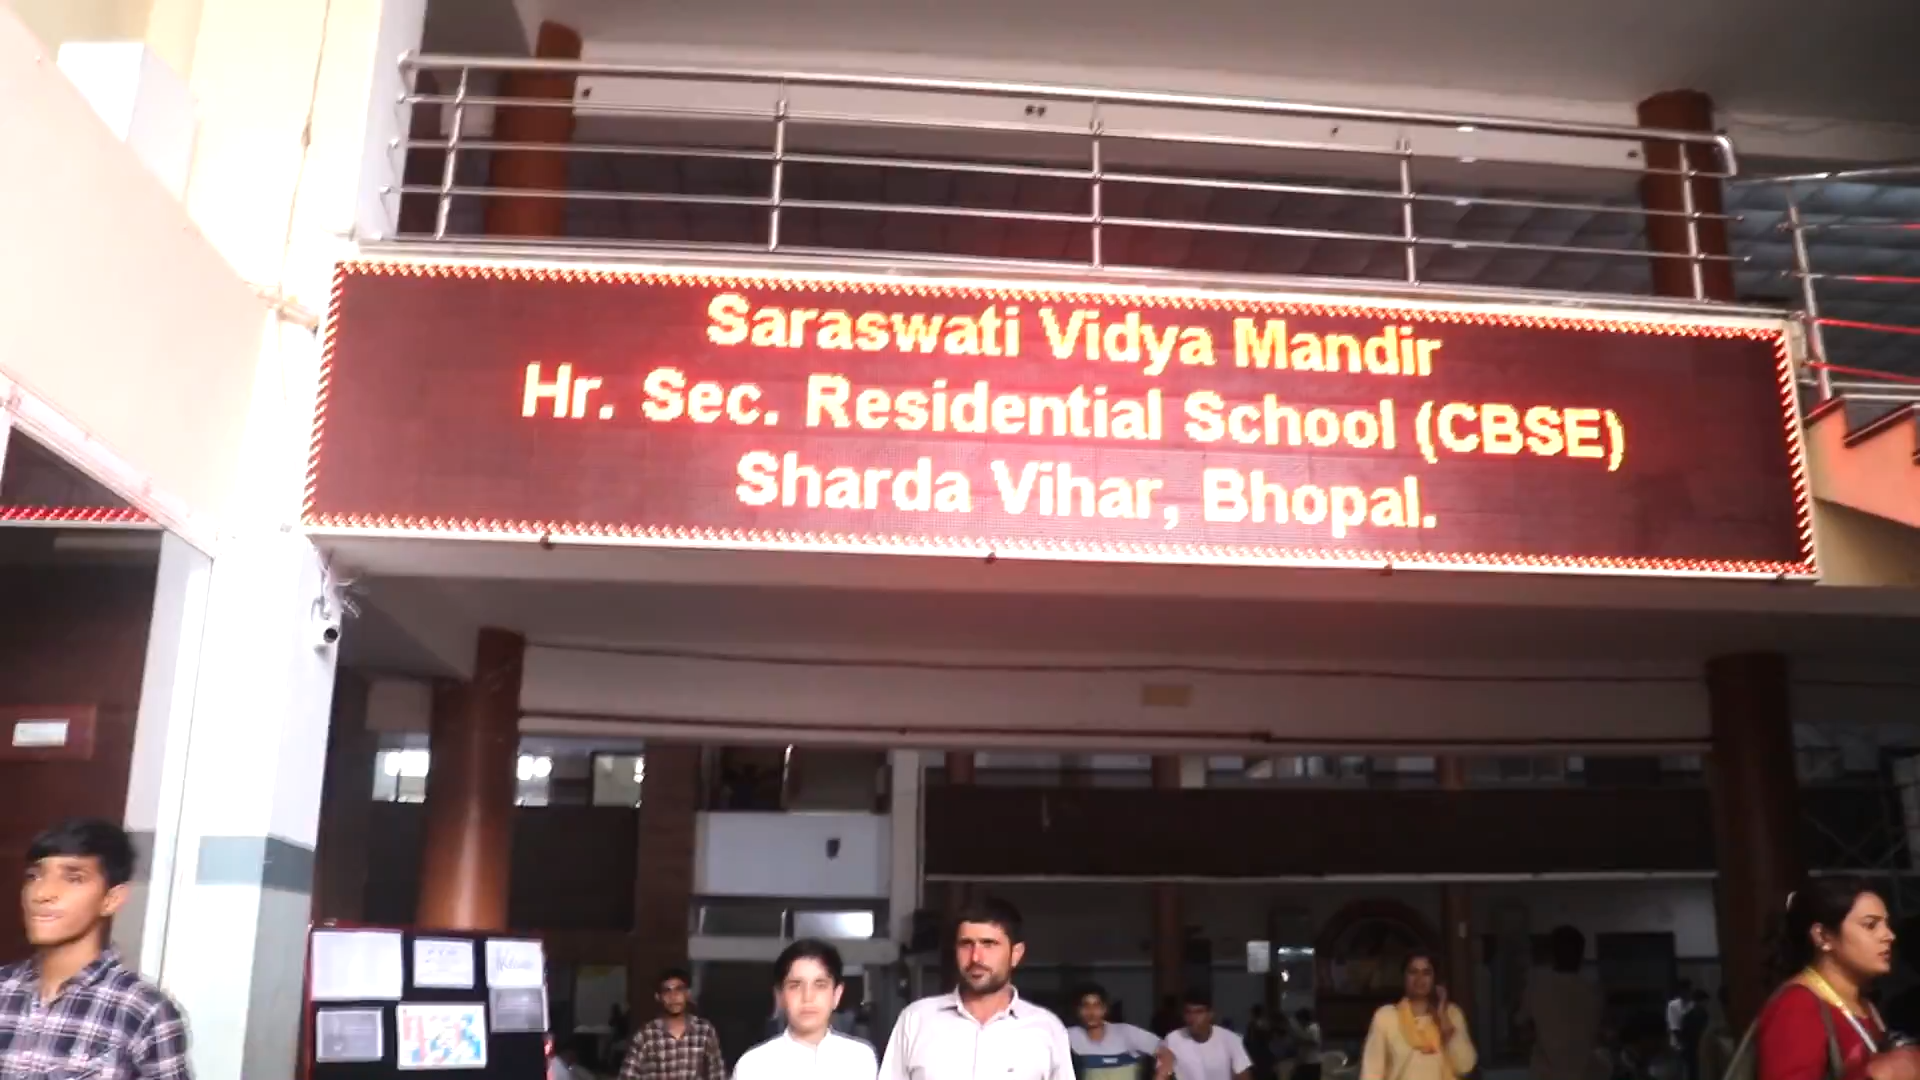 Saraswati Vidya Mandir
Hr. Sec. Residential School (CBSE)
Sharda Vihar, Bhopal.